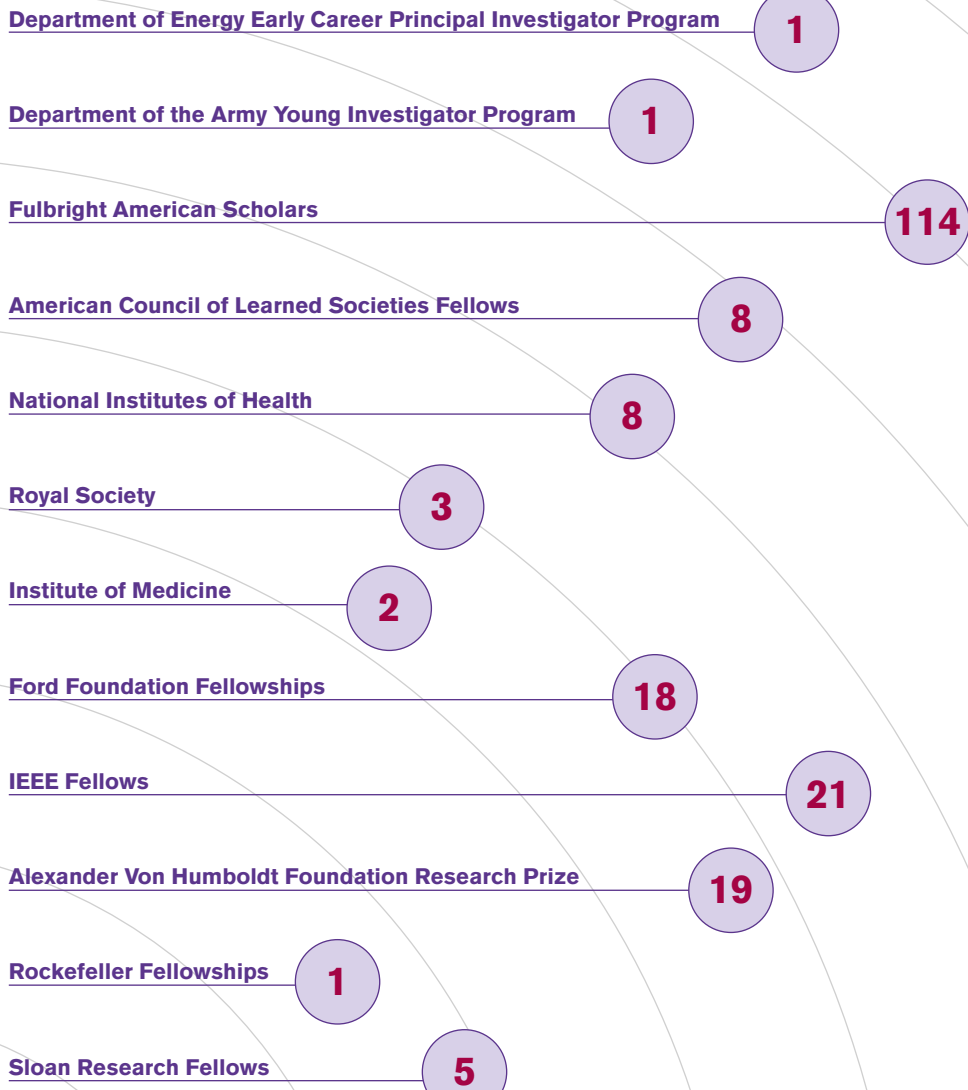 Department of Energy Early Career Principal Investigator Program 1
Department of the Army Young Investigator Program 1
Fulbright American Scholars 114
American Council of Learned Societies Fellows 8
National Institutes of Health 8
Royal Society 3
Institute of Medicine 2
Ford Foundation Fellowships 18
IEEE Fellows 21
Alexander Von Humboldt Foundation Research Prize 19
Rockefeller Fellowships 1
Sloan Research Fellows 5